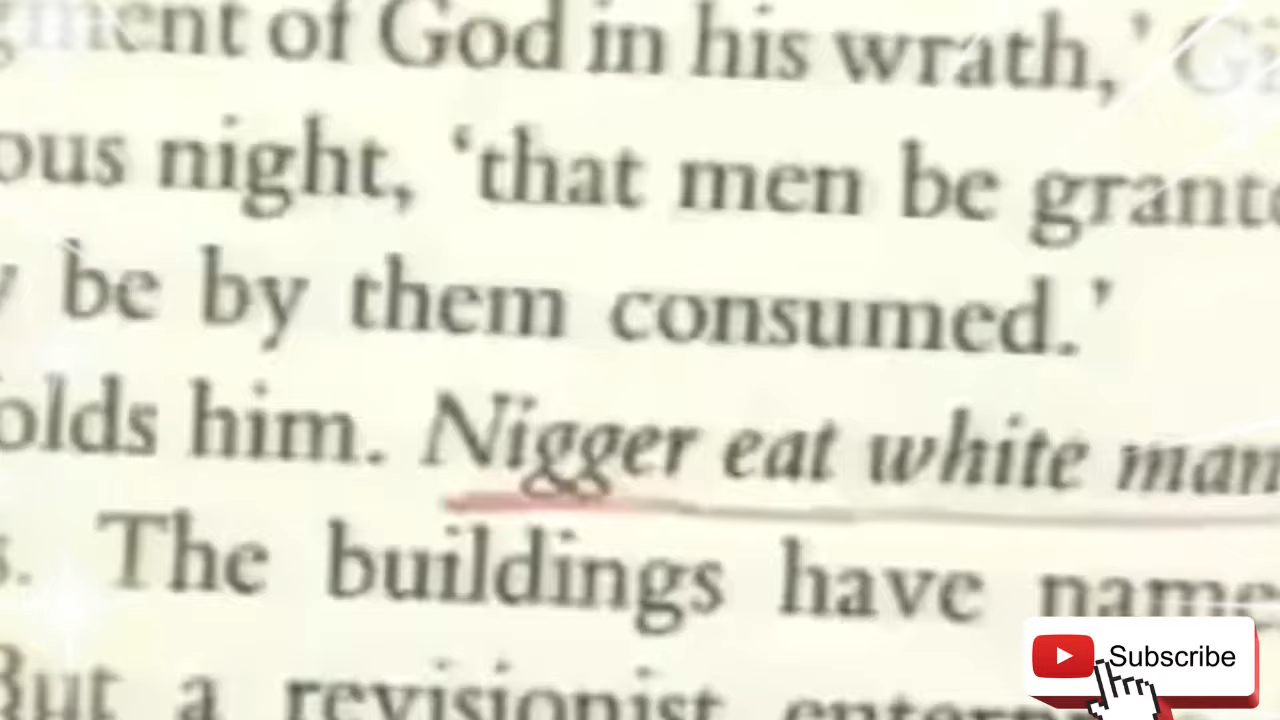 of God in his wrath,'
night, 'that men be
be by them consumed.'
him. Nigger eat white man
The buildings have
But a revisionist
Subscribe